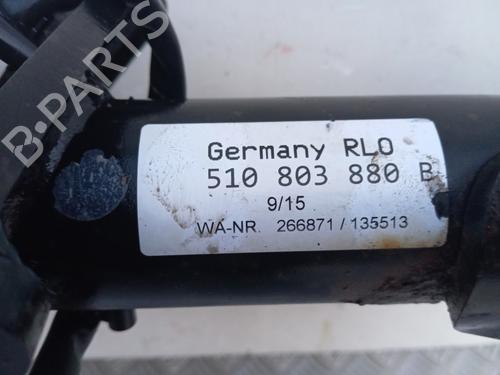 B-PARTS
Germany RLO
510 803 880 B
9/15
WA-NR. 266871 / 135513